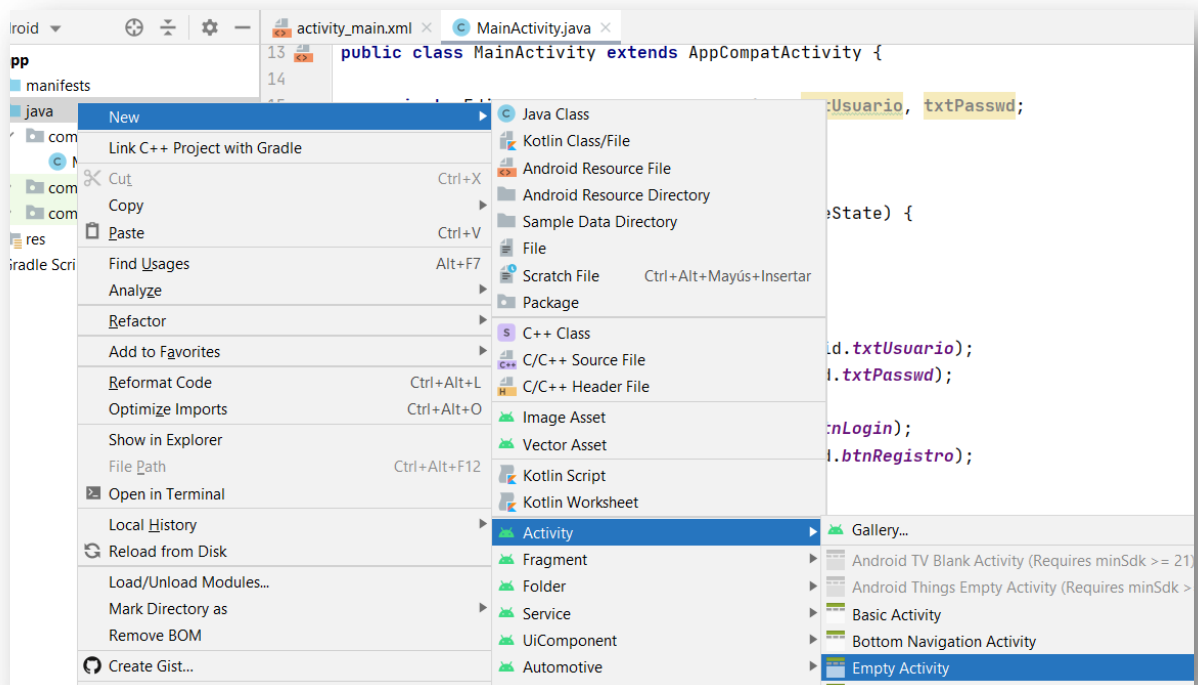 roid
activity_main.xml
MainActivity.java
pp
manifests
java
com
com
com
res
Gradle Scri
13 public class MainActivity extends AppCompatActivity {
14
Usuario, txtPasswd;
eState) {
id.txtUsuario);
d.txtPasswd);
tnLogin);
d.btnRegistro);
New
Link C++ Project with Gradle
Cut Ctrl+X
Copy
Paste Ctrl+V
Find Usages Alt+F7
Analyze
Refactor
Add to Favorites
Reformat Code Ctrl+Alt+L
Optimize Imports Ctrl+Alt+O
Show in Explorer
File Path Ctrl+Alt+F12
Open in Terminal
Local History
Reload from Disk
Load/Unload Modules...
Mark Directory as
Remove BOM
Create Gist...
Java Class
Kotlin Class/File
Android Resource File
Android Resource Directory
Sample Data Directory
File
Scratch File Ctrl+Alt+Mayús+Insertar
Package
C++ Class
C/C++ Source File
C/C++ Header File
Image Asset
Vector Asset
Kotlin Script
Kotlin Worksheet
Activity
Fragment
Folder
Service
UiComponent
Automotive
Gallery...
Android TV Blank Activity (Requires minSdk >= 21)
Android Things Empty Activity (Requires minSdk >
Basic Activity
Bottom Navigation Activity
Empty Activity